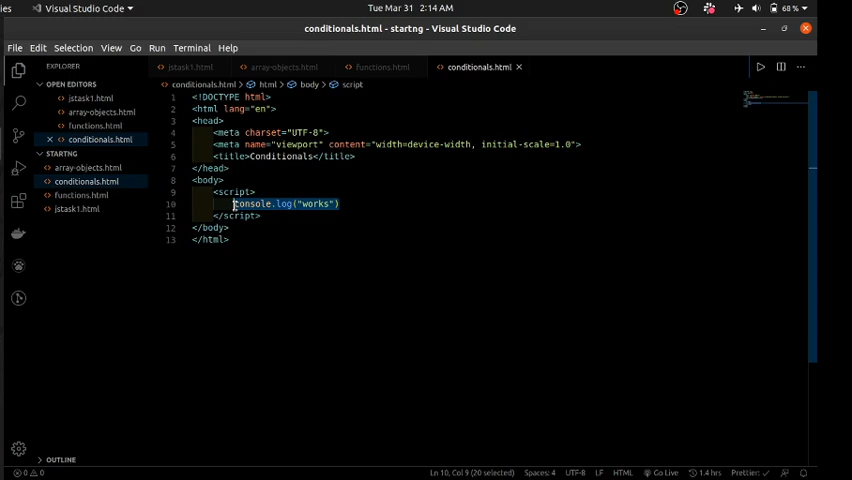 ies Visual Studio Code Tue Mar 31 2:14 AM 68 %
conditionals.html - startng - Visual Studio Code
File Edit Selection View Go Run Terminal Help
EXPLORER
jstask1.html array-objects.html functions.html conditionals.html
OPEN EDITORS
jstask1.html
array-objects.html
functions.html
conditionals.html
STARTNG
array-objects.html
conditionals.html
functions.html
jstask1.html
OUTLINE
conditionals.html > html > body > script
1 <!DOCTYPE html>
2 <html lang="en">
3 <head>
4 <meta charset="UTF-8">
5 <meta name="viewport" content="width=device-width, initial-scale=1.0">
6 <title>Conditionals</title>
7 </head>
8 <body>
9 <script>
10 console.log("works")
11 </script>
12 </body>
13 </html>
0 0 Ln 10, Col 9 (20 selected) Spaces: 4 UTF-8 LF HTML Go Live 1.4 hrs Prettier: ✓